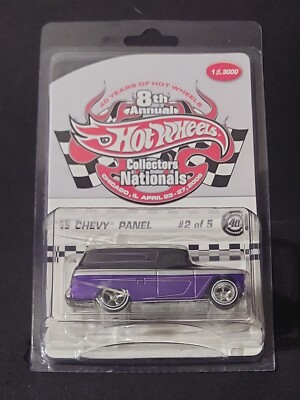 1/3000
40 YEARS OF HOT WHEELS
8th
Annual
Hot Wheels
Collectors
Nationals
CHICAGO, IL APRIL 23-27, 2008
55 CHEVY PANEL
#2 of 5
40